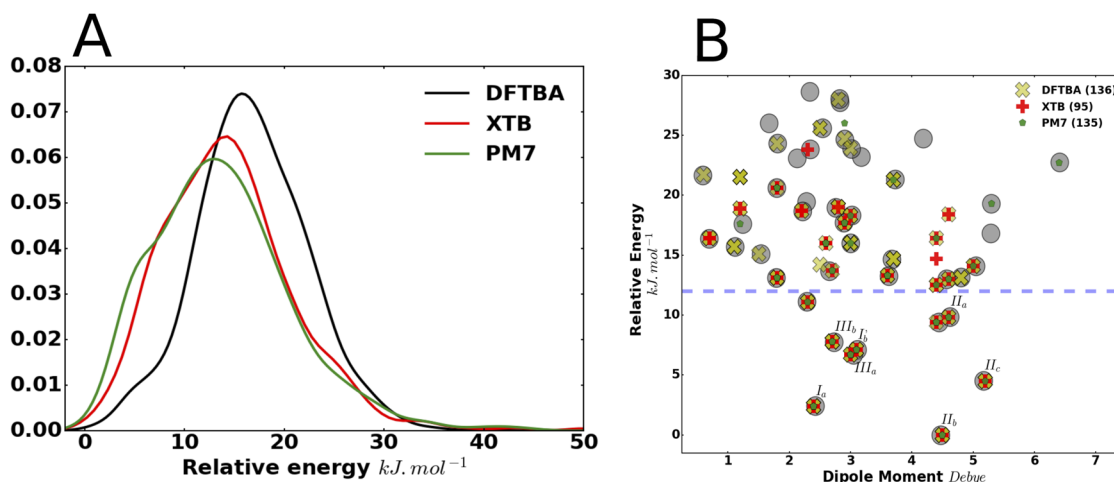 A
0.08
0.07
0.06
0.05
0.04
0.03
0.02
0.01
0.00
DFTBA
XTB
PM7
0 10 20 30 40 50
Relative energy kJ.mol⁻¹
B
30
25
20
15
10
5
0
Relative Energy
kJ.mol⁻¹
DFTBA (136)
XTB (95)
PM7 (135)
II_a
III_b I_b
III_a
II_c
I_a
II_b
1 2 3 4 5 6 7
Dipole Moment Debye